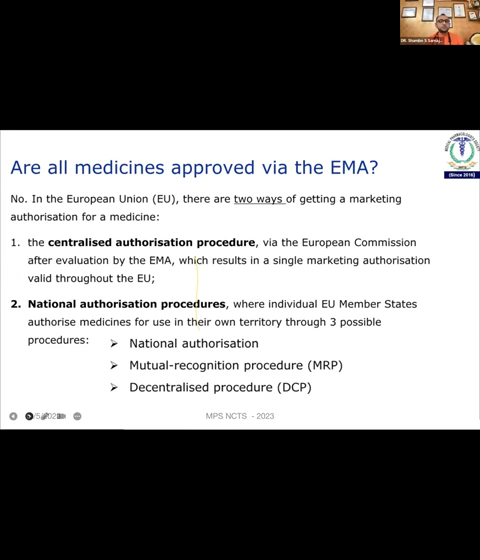 DR. Shambo S Samraj...
Are all medicines approved via the EMA?
(Since 2016)
No. In the European Union (EU), there are two ways of getting a marketing
authorisation for a medicine:
1. the centralised authorisation procedure, via the European Commission
after evaluation by the EMA, which results in a single marketing authorisation
valid throughout the EU;
2. National authorisation procedures, where individual EU Member States
authorise medicines for use in their own territory through 3 possible
procedures:
➢ National authorisation
➢ Mutual-recognition procedure (MRP)
➢ Decentralised procedure (DCP)
MPS NCTS - 2023